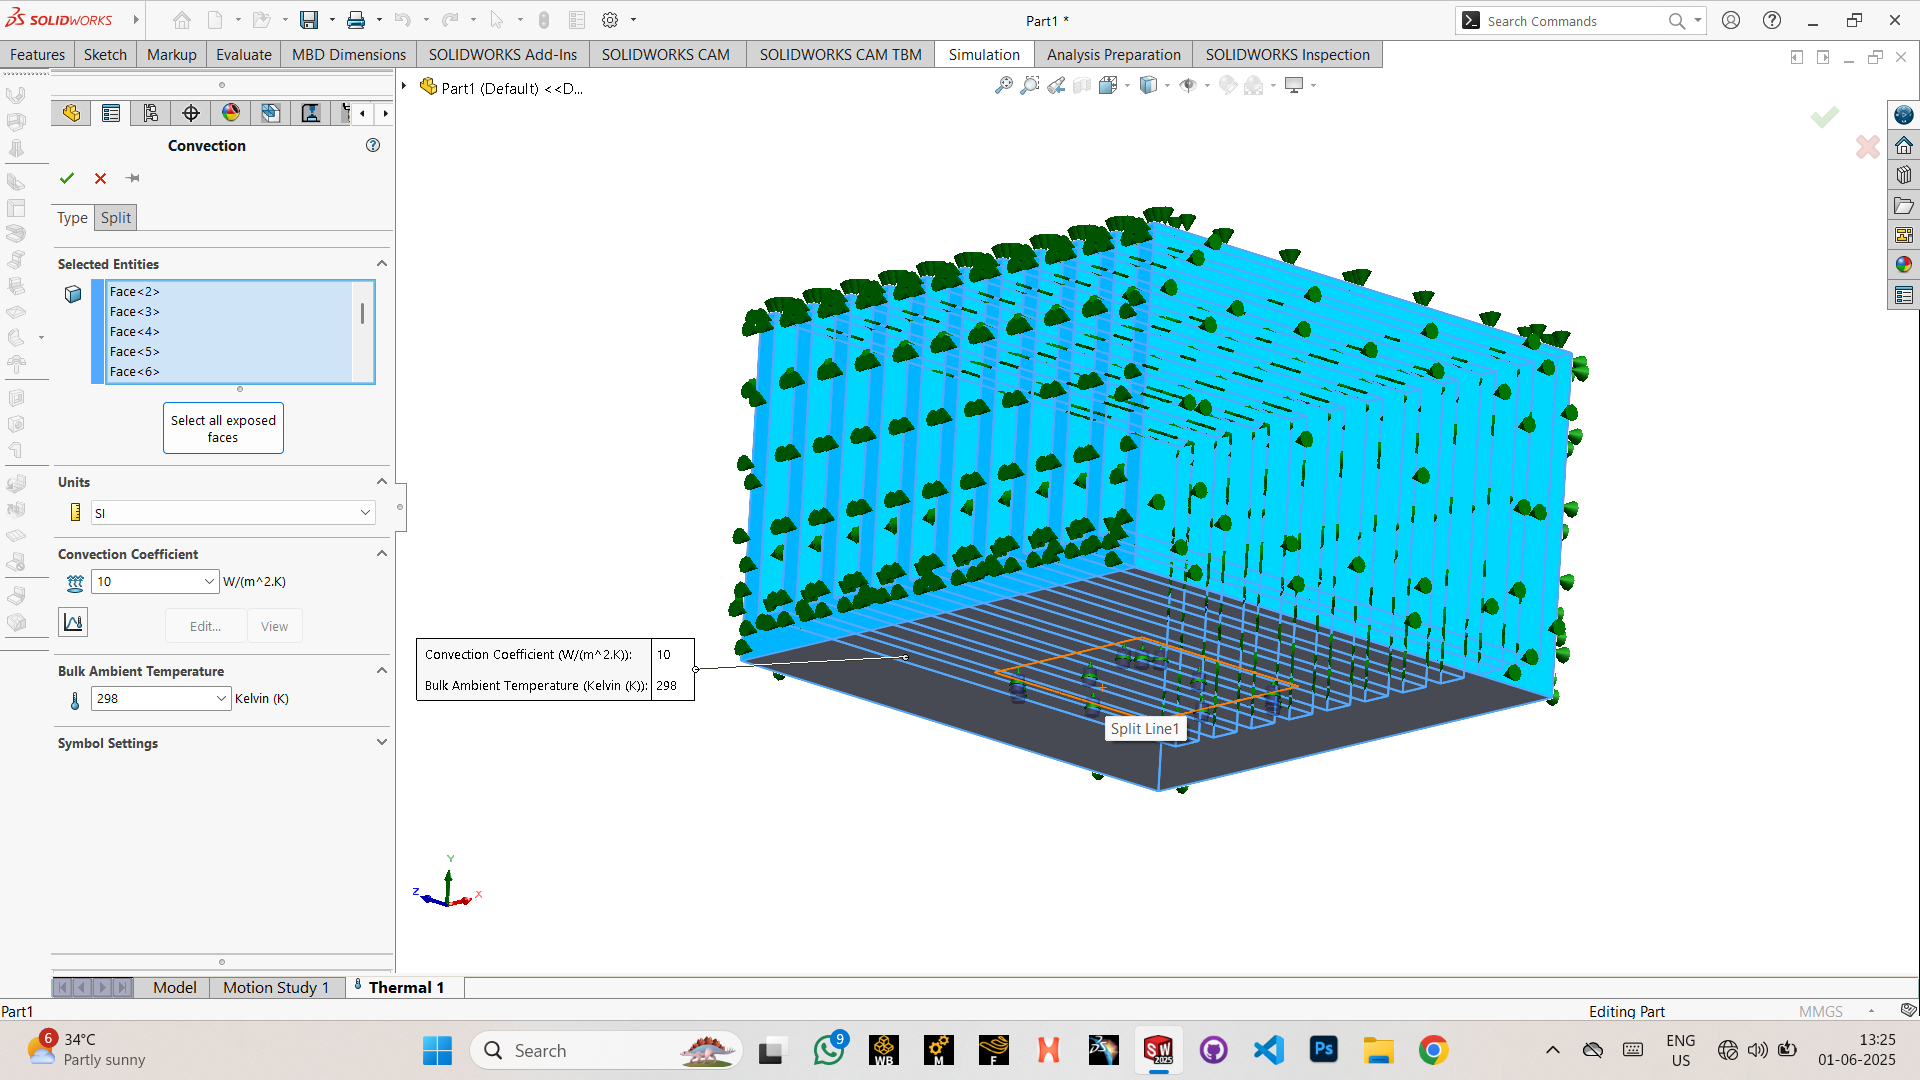 SOLIDWORKS
Part1 *
Search Commands
Features
Sketch
Markup
Evaluate
MBD Dimensions
SOLIDWORKS Add-Ins
SOLIDWORKS CAM
SOLIDWORKS CAM TBM
Simulation
Analysis Preparation
SOLIDWORKS Inspection
Part1 (Default) <<D...
Convection
Type
Split
Selected Entities
Face<2>
Face<3>
Face<4>
Face<5>
Face<6>
Select all exposed
faces
Units
SI
Convection Coefficient
10
W/(m^2.K)
Edit...
View
Bulk Ambient Temperature
298
Kelvin (K)
Symbol Settings
Convection Coefficient (W/(m^2.K)): 10
Bulk Ambient Temperature (Kelvin (K)): 298
Split Line1
Y
Z
X
Model
Motion Study 1
Thermal 1
Part1
Editing Part
MMGS
6
34°C
Partly sunny
Search
9
WB
M
F
SW
2025
Ps
ENG
US
13:25
01-06-2025